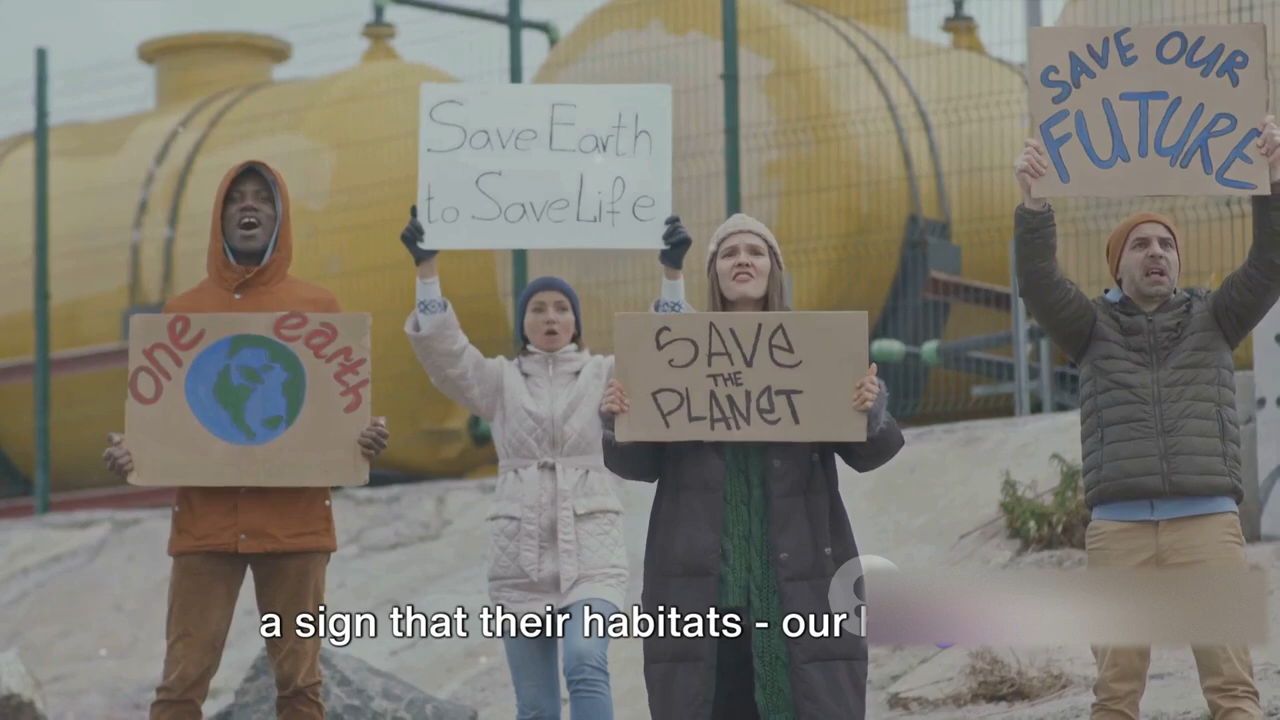 Save Earth
to Save Life
SAVE OUR
FUTURE
one earth
SAVE
THE
PLANET
a sign that their habitats - our